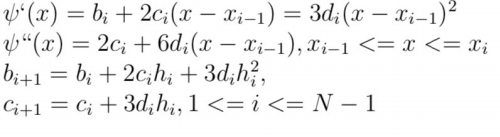 ψ‘(x) = b_i + 2c_i(x − x_{i−1}) = 3d_i(x − x_{i−1})^2
ψ“(x) = 2c_i + 6d_i(x − x_{i−1}), x_{i−1} <= x <= x_i
b_{i+1} = b_i + 2c_ih_i + 3d_ih_i^2,
c_{i+1} = c_i + 3d_ih_i, 1 <= i <= N − 1